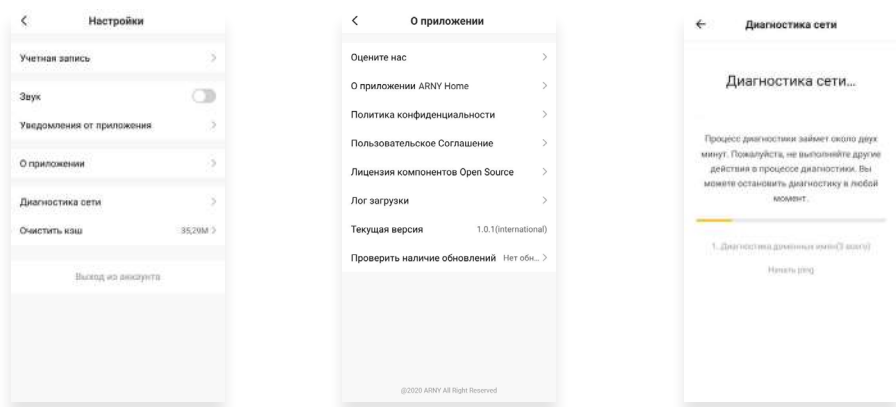 Настройки
Учетная запись
Звук
Уведомления от приложения
О приложении
Диагностика сети
Очистить кэш 35,29M
Выход из аккаунта
О приложении
Оцените нас
О приложении ARNY Home
Политика конфиденциальности
Пользовательское Соглашение
Лицензия компонентов Open Source
Лог загрузки
Текущая версия 1.0.1(international)
Проверить наличие обновлений Нет обн...
@2020 ARNY All Right Reserved
Диагностика сети
Диагностика сети...
Процесс диагностики займет около двух
минут. Пожалуйста, не выполняйте другие
действия в процессе диагностики. Вы
можете остановить диагностику в любой
момент.
1. Диагностика доменных имен(3 всего)
Начать ping